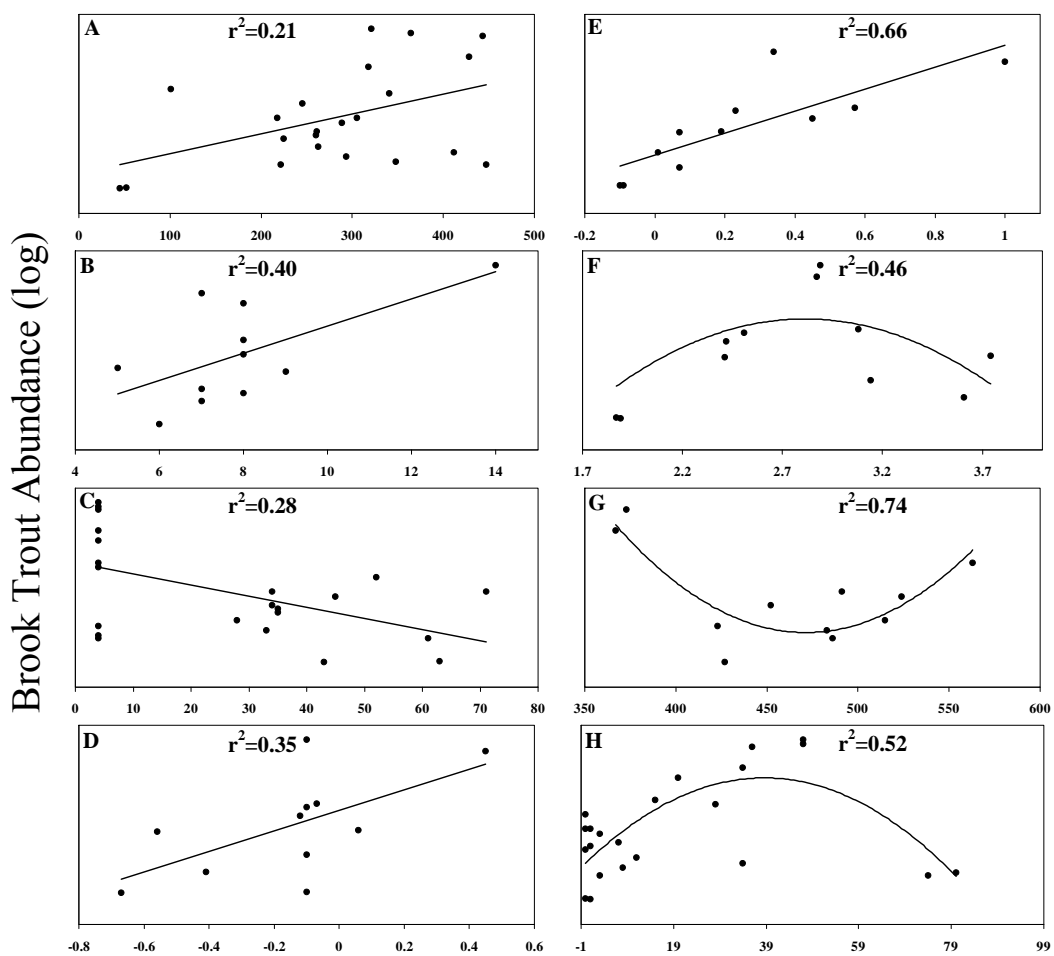 Brook Trout Abundance (log)
A
r²=0.21
0 100 200 300 400 500
B
r²=0.40
4 6 8 10 12 14
C
r²=0.28
0 10 20 30 40 50 60 70 80
D
r²=0.35
-0.8 -0.6 -0.4 -0.2 0 0.2 0.4 0.6
E
r²=0.66
-0.2 0 0.2 0.4 0.6 0.8 1
F
r²=0.46
1.7 2.2 2.7 3.2 3.7
G
r²=0.74
350 400 450 500 550 600
H
r²=0.52
-1 19 39 59 79 99